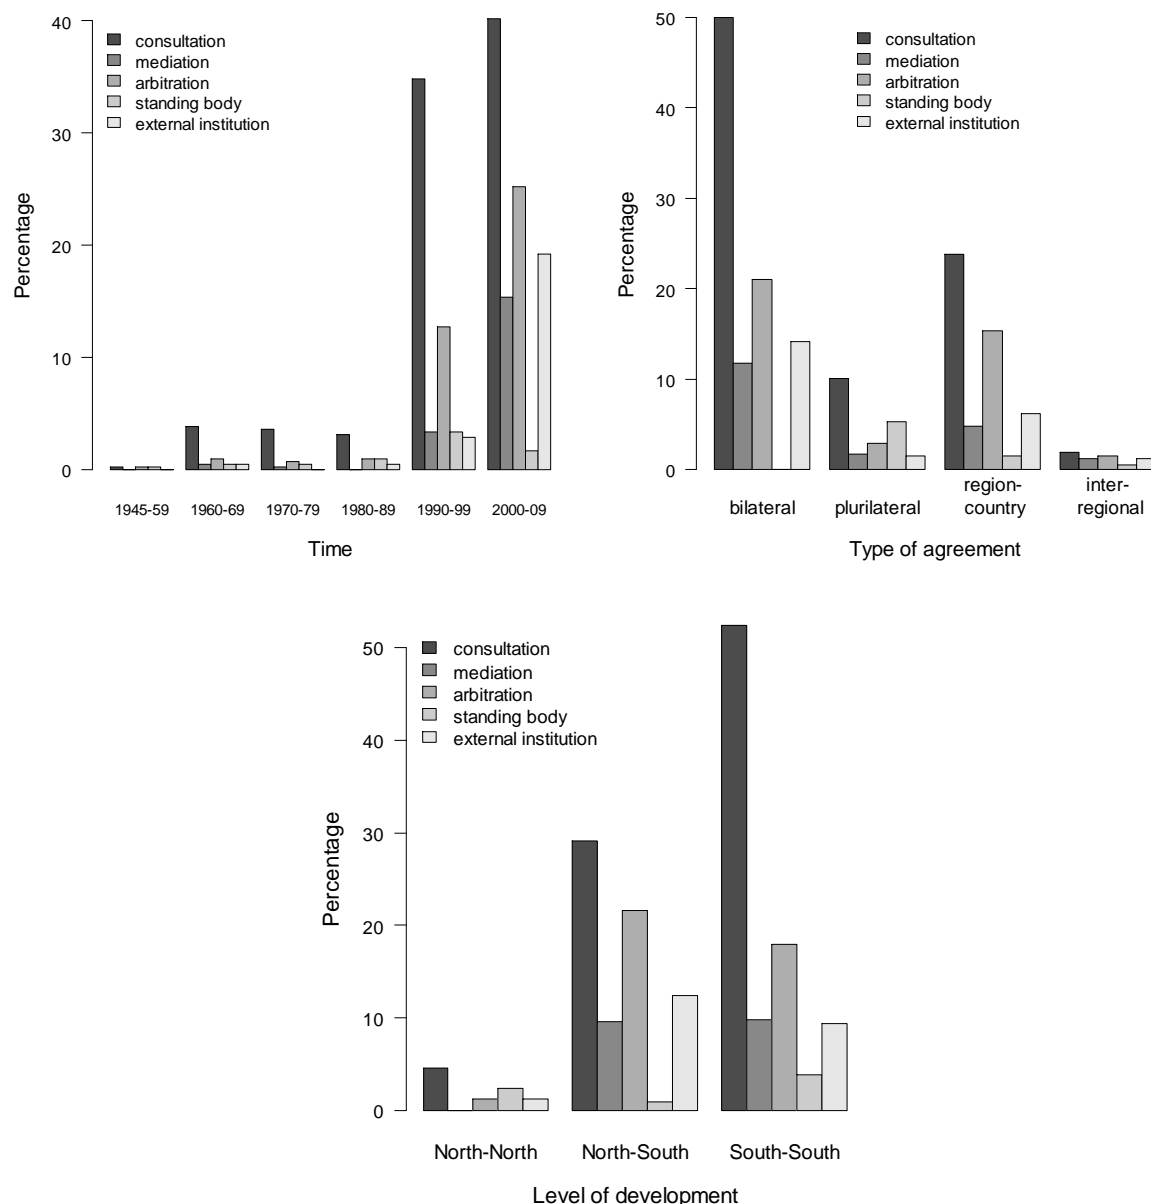 40
30
20
10
0
Percentage
consultation
mediation
arbitration
standing body
external institution
1945-59 1960-69 1970-79 1980-89 1990-99 2000-09
Time
50
40
30
20
10
0
Percentage
consultation
mediation
arbitration
standing body
external institution
bilateral plurilateral region-country inter-regional
Type of agreement
50
40
30
20
10
0
Percentage
consultation
mediation
arbitration
standing body
external institution
North-North North-South South-South
Level of development